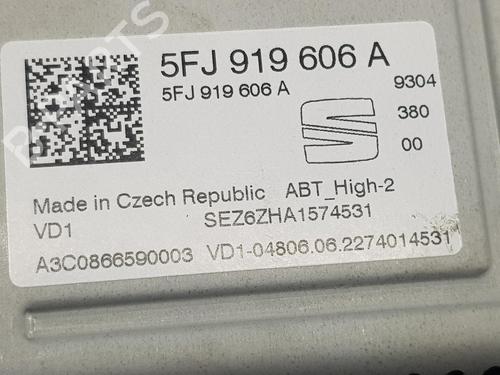 5FJ 919 606 A
5FJ 919 606 A
9304
380
00
Made in Czech Republic ABT_High-2
VD1 SEZ6ZHA1574531
A3C0866590003 VD1-04806.06.2274014531